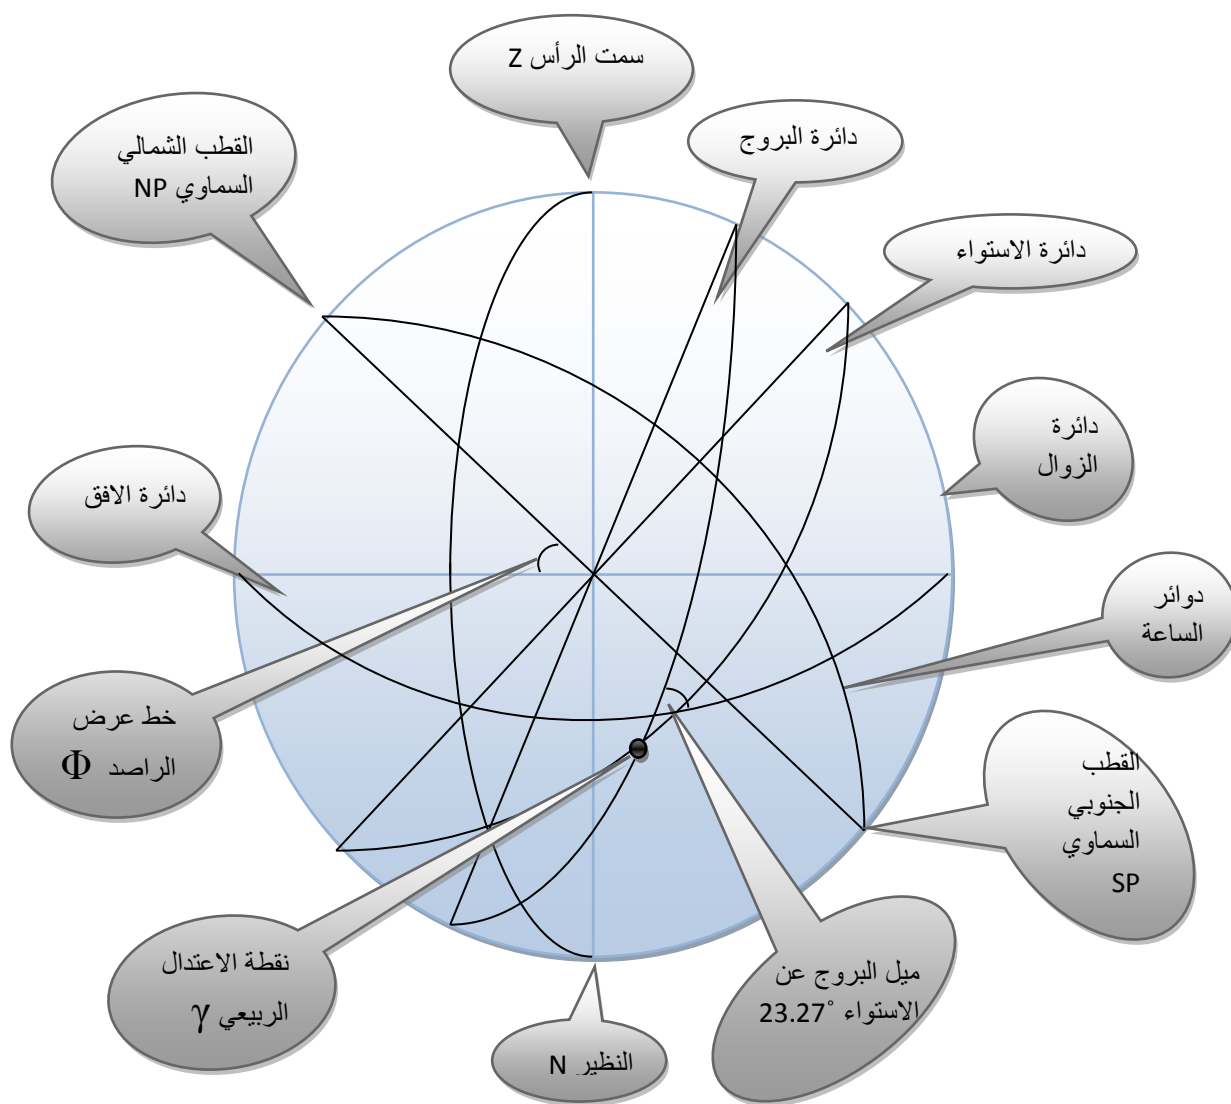 سمت الرأس Z
دائرة البروج
القطب الشمالي
السماوي NP
دائرة الاستواء
دائرة
الزوال
دائرة الافق
دوائر
الساعة
خط عرض
الراصد Φ
القطب
الجنوبي
السماوي
SP
نقطة الاعتدال
الربيعي γ
ميل البروج عن
الاستواء 23.27˚
النظير N